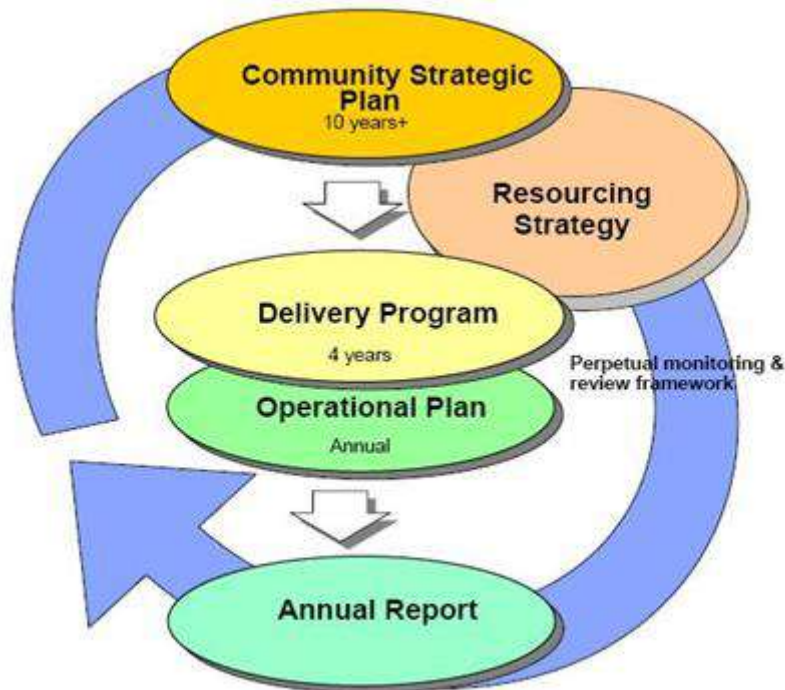 Community Strategic
Plan
10 years+
Resourcing
Strategy
Delivery Program
4 years
Perpetual monitoring &
review framework
Operational Plan
Annual
Annual Report